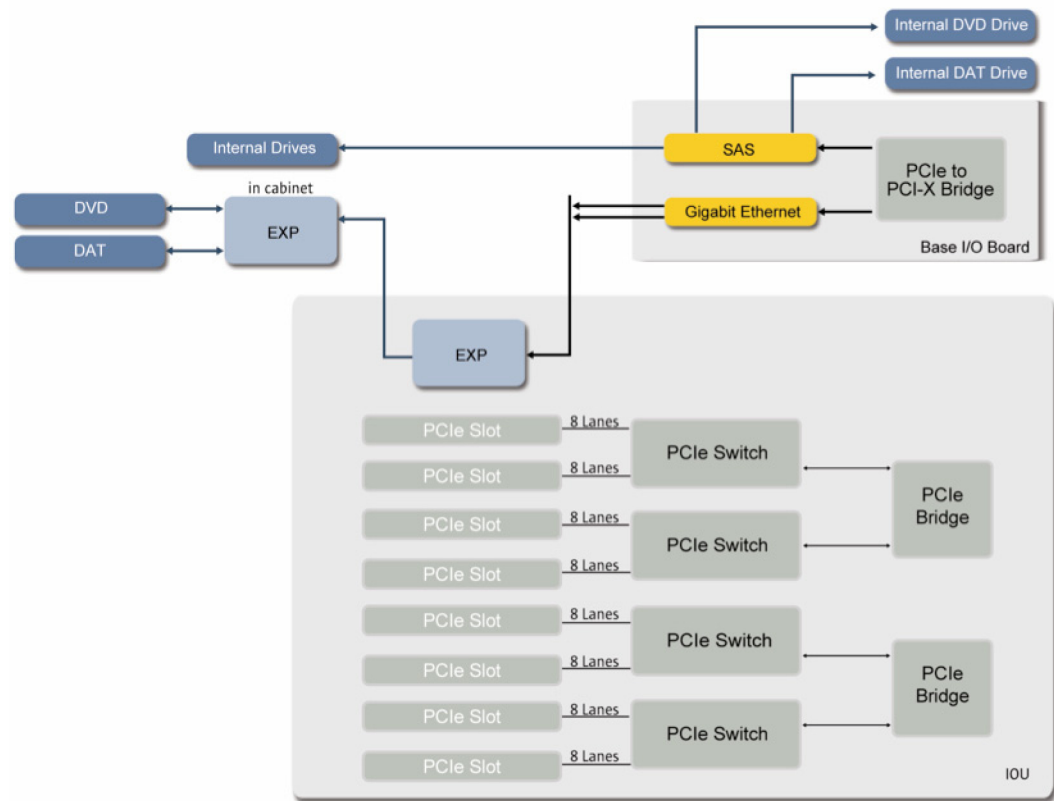 Internal DVD Drive
Internal DAT Drive
Internal Drives
SAS
PCIe to
PCI-X Bridge
in cabinet
DVD
EXP
DAT
Gigabit Ethernet
Base I/O Board
EXP
PCIe Slot
8 Lanes
PCIe Switch
PCIe Slot
8 Lanes
PCIe
Bridge
PCIe Slot
8 Lanes
PCIe Switch
PCIe Slot
8 Lanes
PCIe Slot
8 Lanes
PCIe Switch
PCIe Slot
8 Lanes
PCIe
Bridge
PCIe Slot
8 Lanes
PCIe Switch
PCIe Slot
8 Lanes
IOU